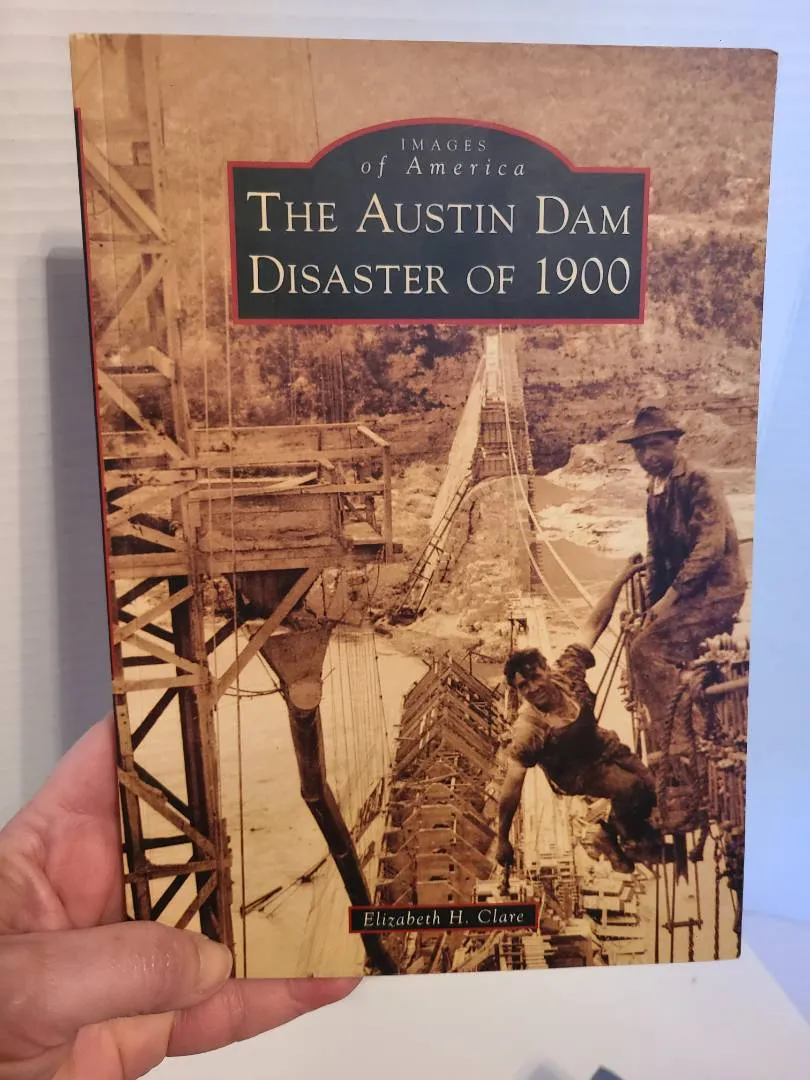 IMAGES
of America
THE AUSTIN DAM
DISASTER OF 1900
Elizabeth H. Clare